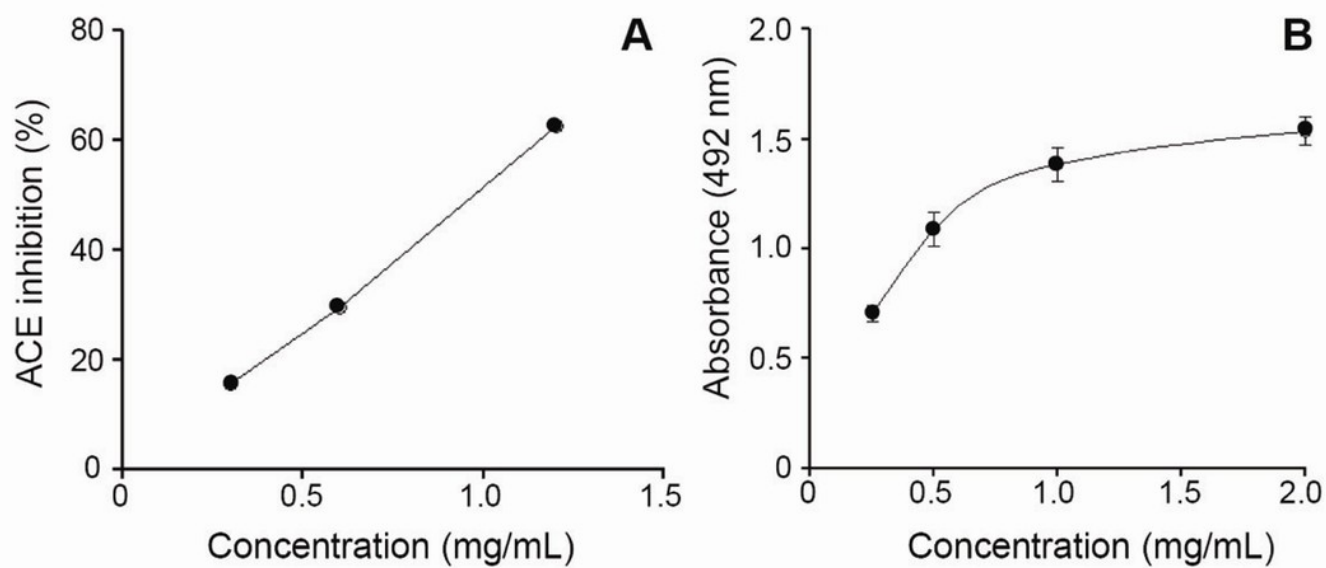 A
ACE inhibition (%)
80
60
40
20
0
0 0.5 1.0 1.5
Concentration (mg/mL)
B
Absorbance (492 nm)
2.0
1.5
1.0
0.5
0
0 0.5 1.0 1.5 2.0
Concentration (mg/mL)